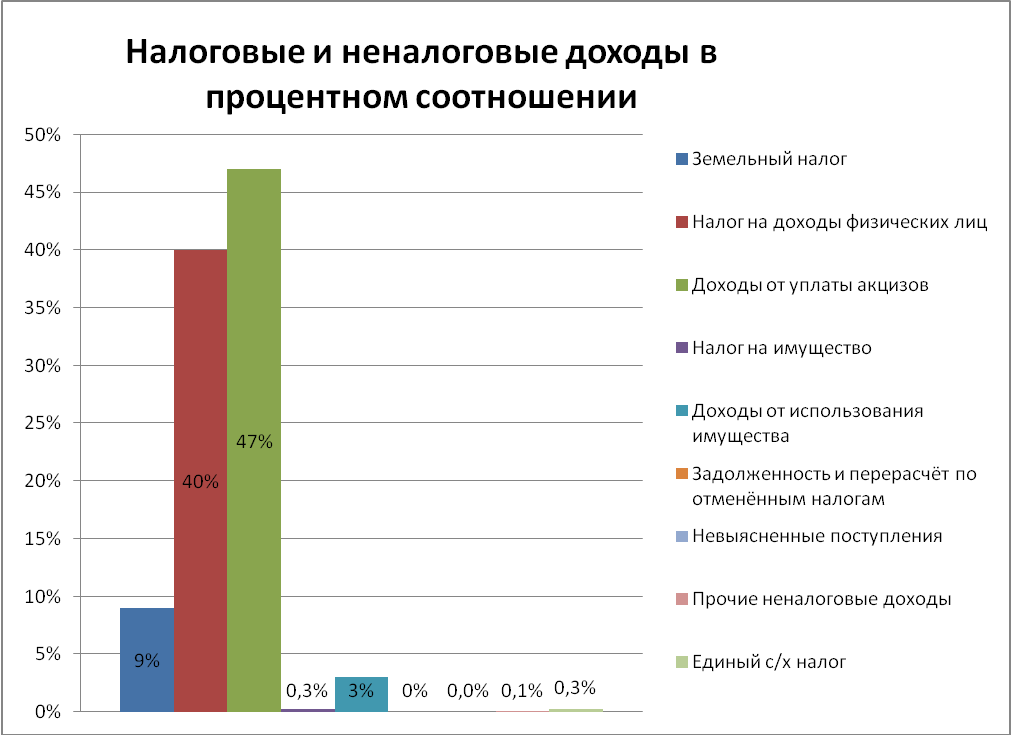 Налоговые и неналоговые доходы в
процентном соотношении
50%
45%
40%
35%
30%
25%
20%
15%
10%
5%
0%
9%
40%
47%
0,3%
3%
0%
0,0%
0,1%
0,3%
Земельный налог
Налог на доходы физических лиц
Доходы от уплаты акцизов
Налог на имущество
Доходы от использования
имущества
Задолженность и перерасчёт по
отменённым налогам
Невыясненные поступления
Прочие неналоговые доходы
Единый с/х налог